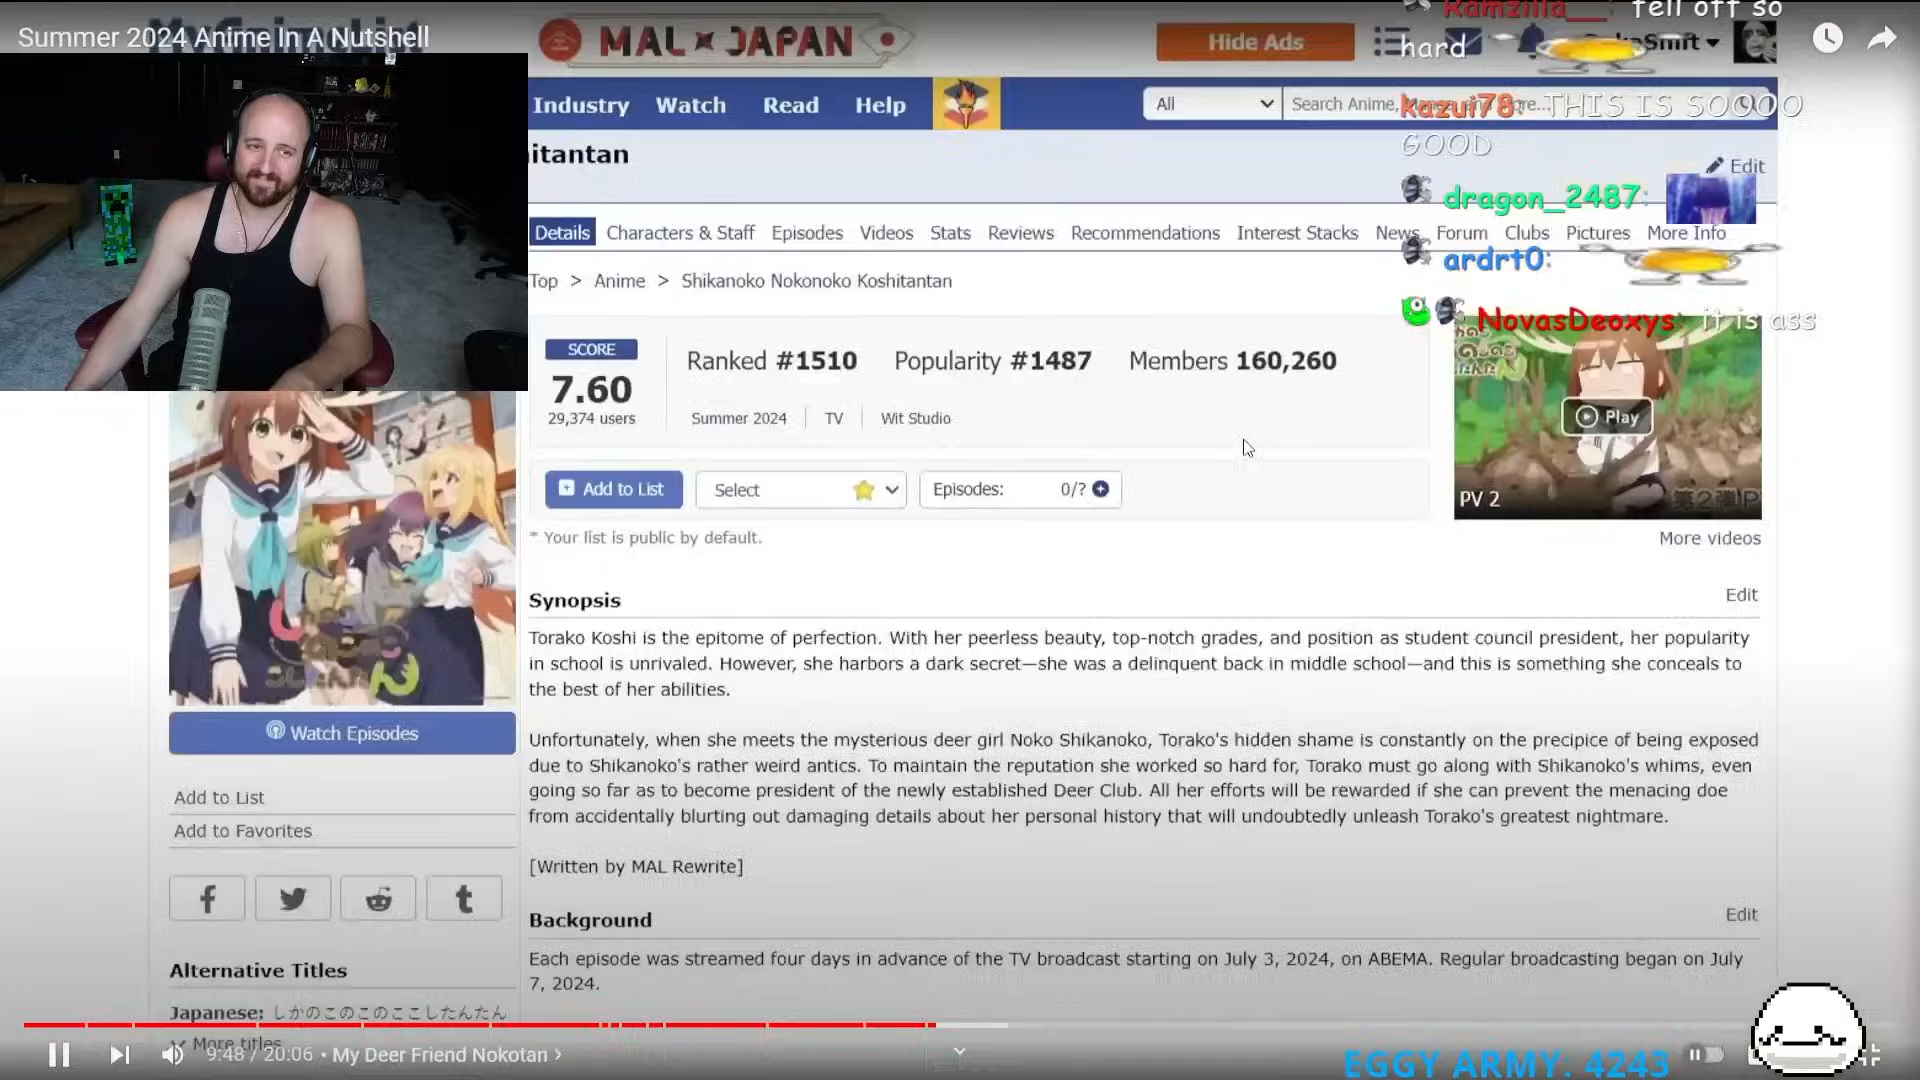 Summer 2024 Anime In A Nutshell
MAL × JAPAN
Hide Ads
Ramzilla__: fell off so
hard
Industry Watch Read Help
All
Search Anime,
kazui78: THIS IS SOOOO
GOOD
itantan
Edit
dragon_2487:
Details Characters & Staff Episodes Videos Stats Reviews Recommendations Interest Stacks News Forum Clubs Pictures More Info
ardrt0:
Top > Anime > Shikanoko Nokonoko Koshitantan
NovasDeoxys: it is ass
SCORE
7.60
29,374 users
Ranked #1510 Popularity #1487 Members 160,260
Summer 2024 TV Wit Studio
Play
PV 2
第2弾P
Add to List
Select
Episodes: 0/?
* Your list is public by default.
More videos
Synopsis
Edit
Torako Koshi is the epitome of perfection. With her peerless beauty, top-notch grades, and position as student council president, her popularity
in school is unrivaled. However, she harbors a dark secret—she was a delinquent back in middle school—and this is something she conceals to
the best of her abilities.
Unfortunately, when she meets the mysterious deer girl Noko Shikanoko, Torako's hidden shame is constantly on the precipice of being exposed
due to Shikanoko's rather weird antics. To maintain the reputation she worked so hard for, Torako must go along with Shikanoko's whims, even
going so far as to become president of the newly established Deer Club. All her efforts will be rewarded if she can prevent the menacing doe
from accidentally blurting out damaging details about her personal history that will undoubtedly unleash Torako's greatest nightmare.
[Written by MAL Rewrite]
Background
Edit
Each episode was streamed four days in advance of the TV broadcast starting on July 3, 2024, on ABEMA. Regular broadcasting began on July
7, 2024.
Watch Episodes
Add to List
Add to Favorites
Alternative Titles
Japanese: しかのこのこのここしたんたん
More titles
9:48 / 20:06 • My Deer Friend Nokotan >
EGGY ARMY: 4243